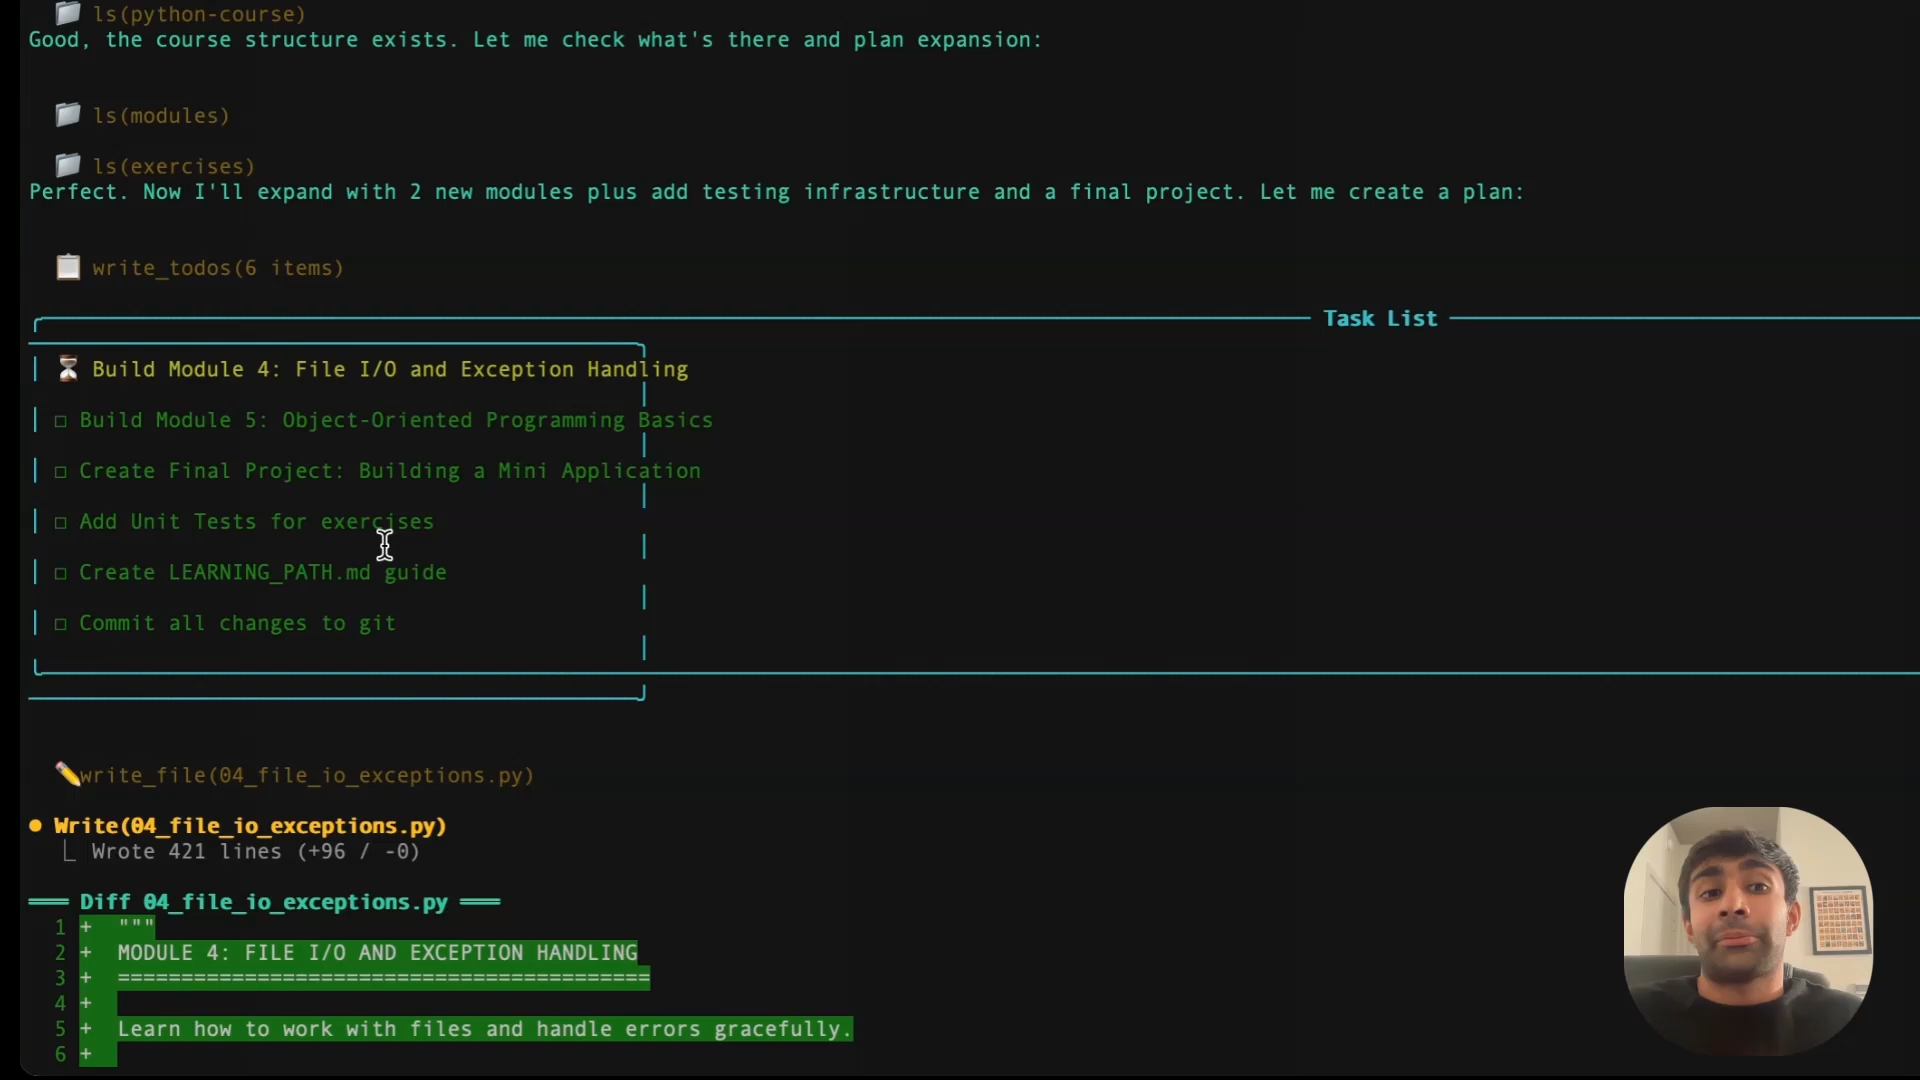 ls(python-course)
Good, the course structure exists. Let me check what's there and plan expansion:
ls(modules)
ls(exercises)
Perfect. Now I'll expand with 2 new modules plus add testing infrastructure and a final project. Let me create a plan:
write_todos(6 items)
Task List
Build Module 4: File I/O and Exception Handling
□ Build Module 5: Object-Oriented Programming Basics
□ Create Final Project: Building a Mini Application
□ Add Unit Tests for exercises
□ Create LEARNING_PATH.md guide
□ Commit all changes to git
write_file(04_file_io_exceptions.py)
● Write(04_file_io_exceptions.py)
⎿ Wrote 421 lines (+96 / -0)
═══ Diff 04_file_io_exceptions.py ═══
1 + """
2 + MODULE 4: FILE I/O AND EXCEPTION HANDLING
3 + ==========================================
4 +
5 + Learn how to work with files and handle errors gracefully.
6 +